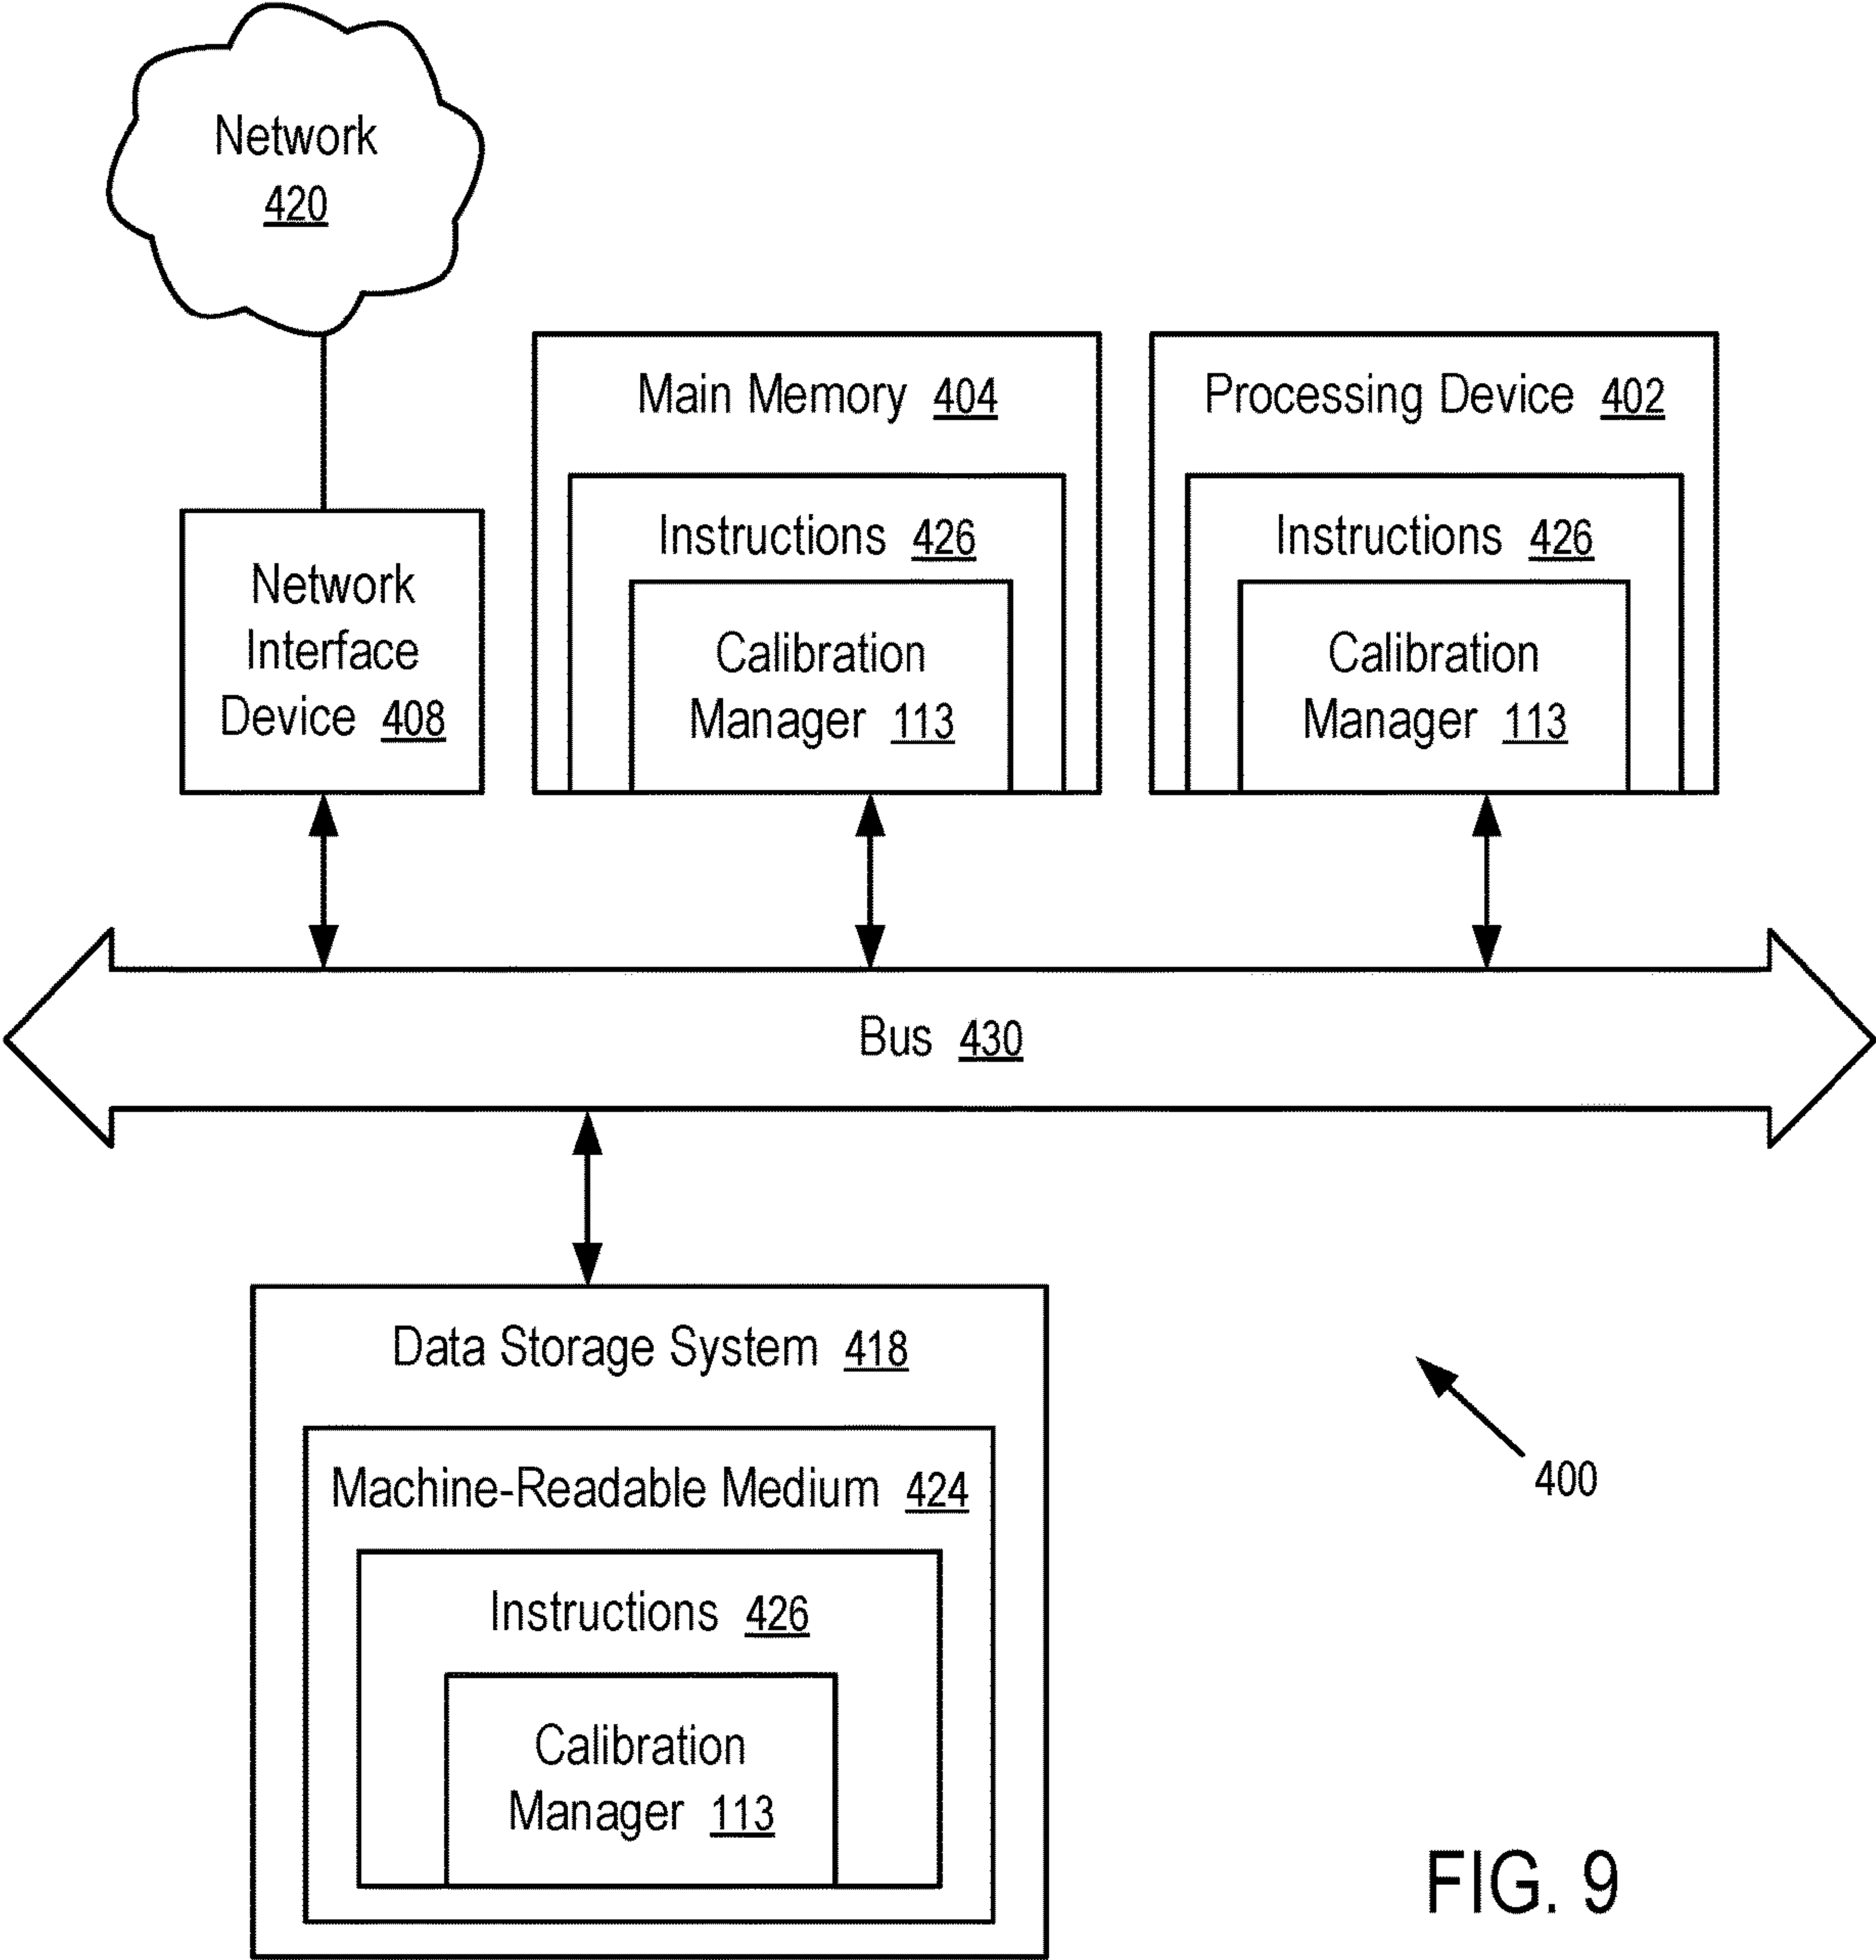 Network
420
Main Memory 404
Processing Device 402
Instructions 426
Instructions 426
Network
Interface
Device 408
Calibration
Manager 113
Calibration
Manager 113
Bus 430
Data Storage System 418
Machine-Readable Medium 424
Instructions 426
Calibration
Manager 113
400
FIG. 9